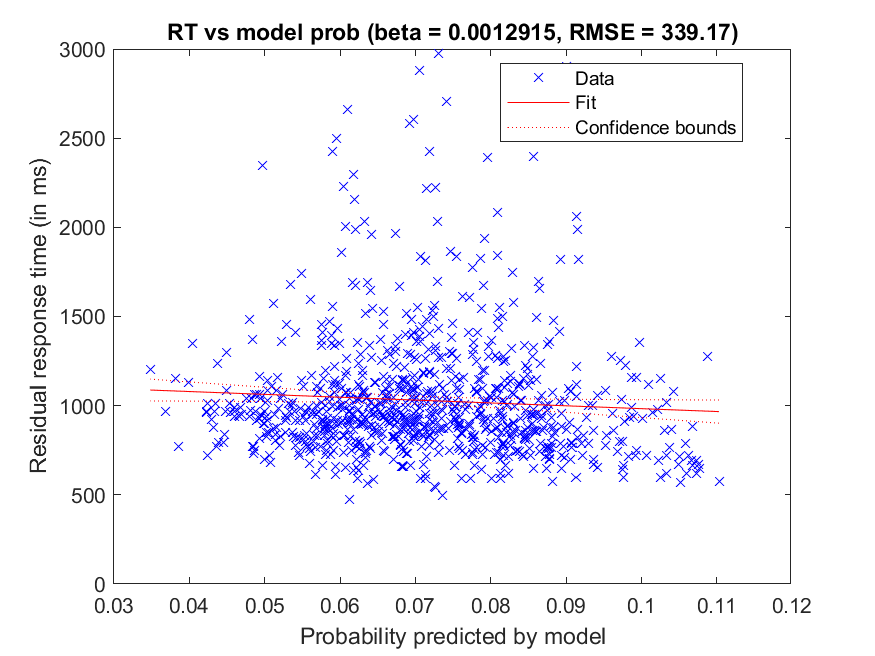 RT vs model prob (beta = 0.0012915, RMSE = 339.17)
3000
2500
2000
1500
1000
500
0
Residual response time (in ms)
Data
Fit
Confidence bounds
0.03 0.04 0.05 0.06 0.07 0.08 0.09 0.1 0.11 0.12
Probability predicted by model